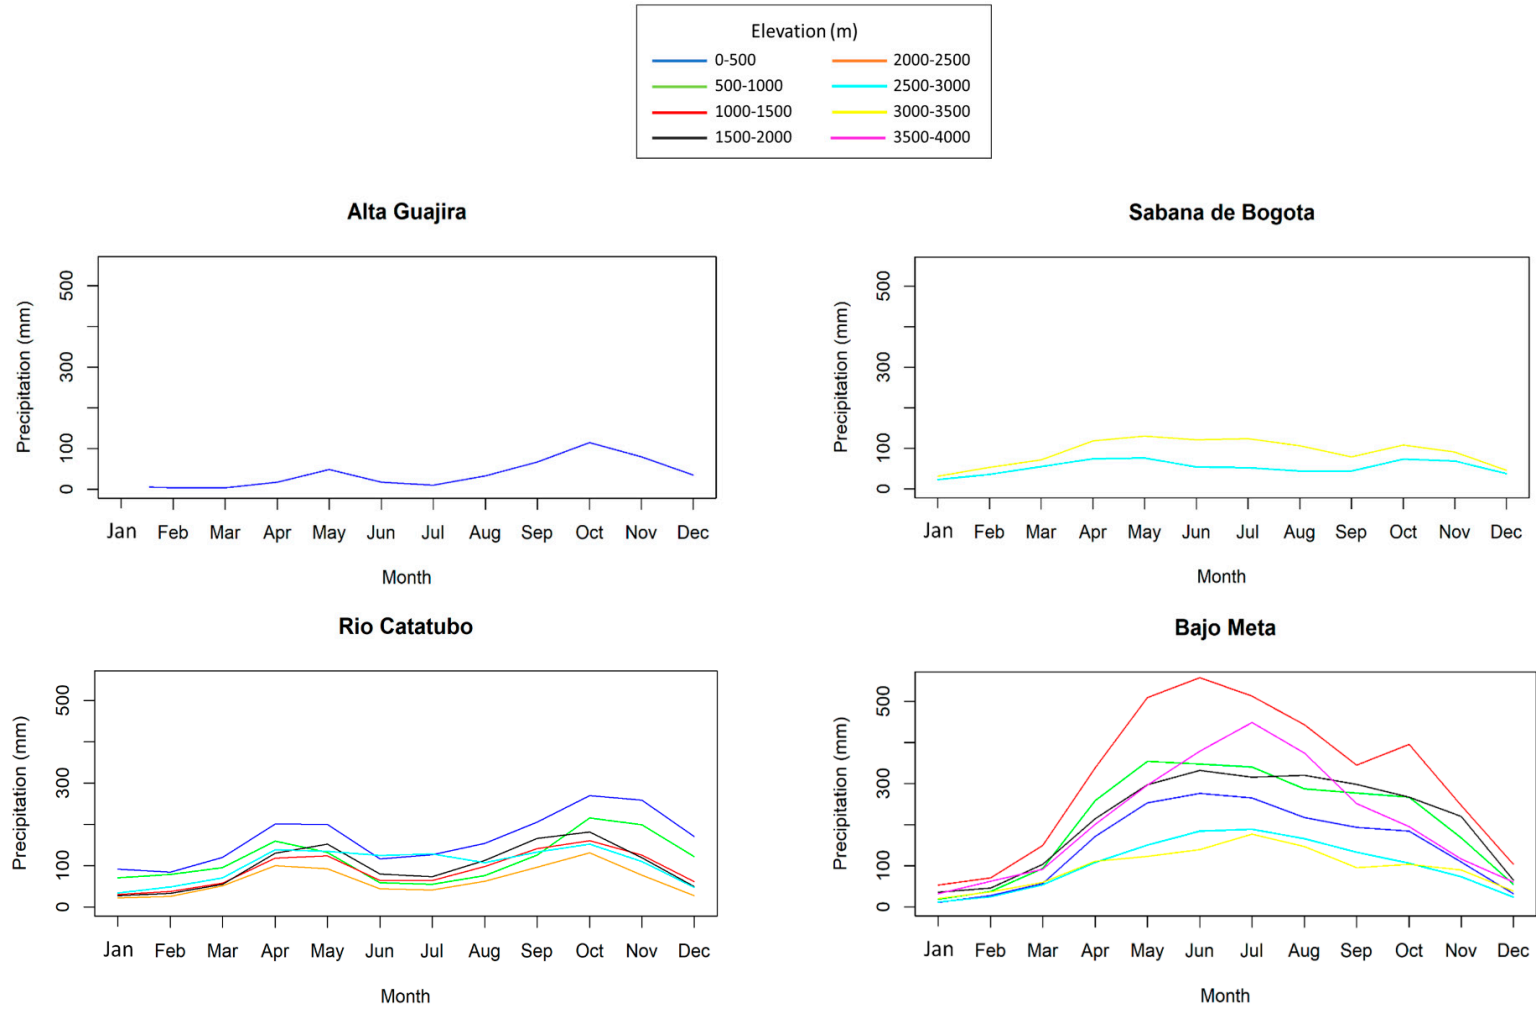 Elevation (m)
0-500 2000-2500
500-1000 2500-3000
1000-1500 3000-3500
1500-2000 3500-4000
Alta Guajira
Precipitation (mm)
500
300
100
0
Jan Feb Mar Apr May Jun Jul Aug Sep Oct Nov Dec
Month
Sabana de Bogota
Precipitation (mm)
500
300
100
0
Jan Feb Mar Apr May Jun Jul Aug Sep Oct Nov Dec
Month
Rio Catatubo
Precipitation (mm)
500
300
100
0
Jan Feb Mar Apr May Jun Jul Aug Sep Oct Nov Dec
Month
Bajo Meta
Precipitation (mm)
500
300
100
0
Jan Feb Mar Apr May Jun Jul Aug Sep Oct Nov Dec
Month